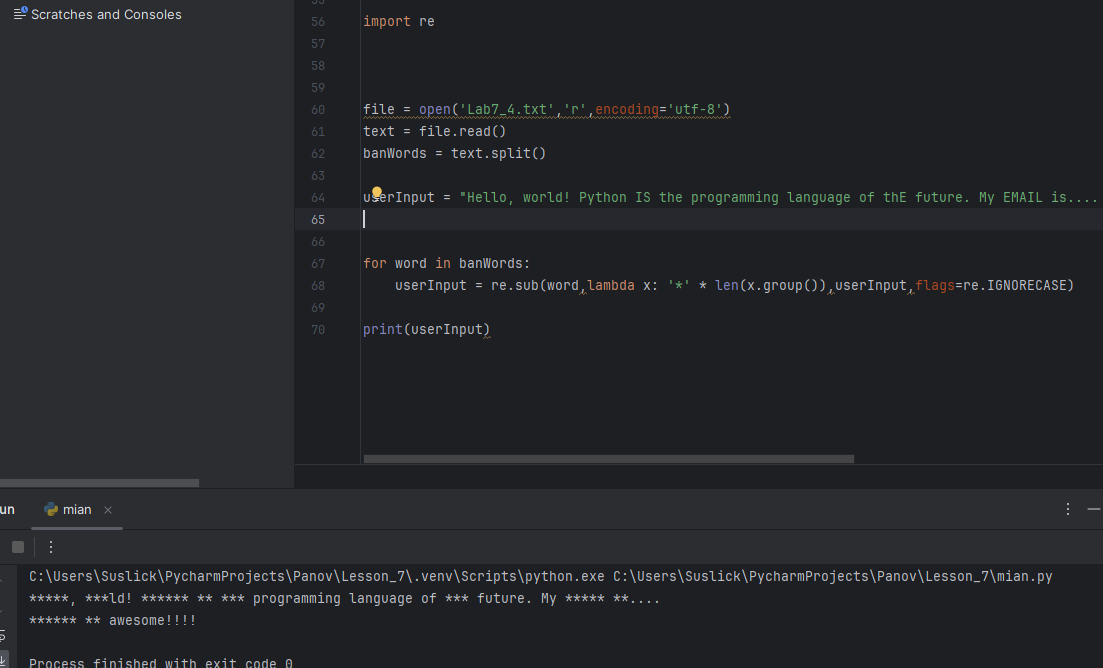 Scratches and Consoles
55
56 import re
57
58
59
60 file = open('Lab7_4.txt','r',encoding='utf-8')
61 text = file.read()
62 banWords = text.split()
63
64 userInput = "Hello, world! Python IS the programming language of thE future. My EMAIL is....
65
66
67 for word in banWords:
68 userInput = re.sub(word,lambda x: '*' * len(x.group()),userInput,flags=re.IGNORECASE)
69
70 print(userInput)
un mian
C:\Users\Suslick\PycharmProjects\Panov\Lesson_7\.venv\Scripts\python.exe C:\Users\Suslick\PycharmProjects\Panov\Lesson_7\mian.py
*****, ***ld! ****** ** *** programming language of *** future. My ***** **....
****** ** awesome!!!!
Process finished with exit code 0